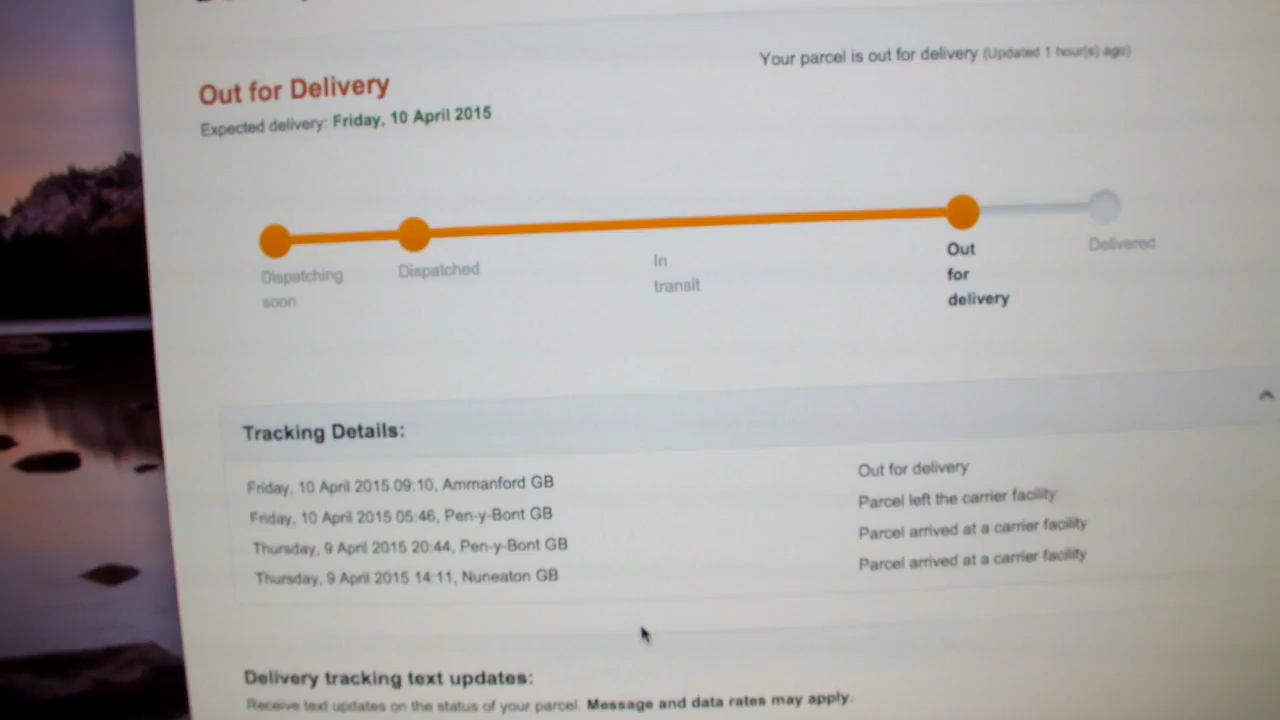 Your parcel is out for delivery (Updated 1 hour(s) ago)
Out for Delivery
Expected delivery: Friday, 10 April 2015
Dispatching
soon
Dispatched
In
transit
Out
for
delivery
Delivered
Tracking Details:
Friday, 10 April 2015 09:10, Ammanford GB Out for delivery
Friday, 10 April 2015 05:46, Pen-y-Bont GB Parcel left the carrier facility
Thursday, 9 April 2015 20:44, Pen-y-Bont GB Parcel arrived at a carrier facility
Thursday, 9 April 2015 14:11, Nuneaton GB Parcel arrived at a carrier facility
Delivery tracking text updates:
Receive text updates on the status of your parcel. Message and data rates may apply.